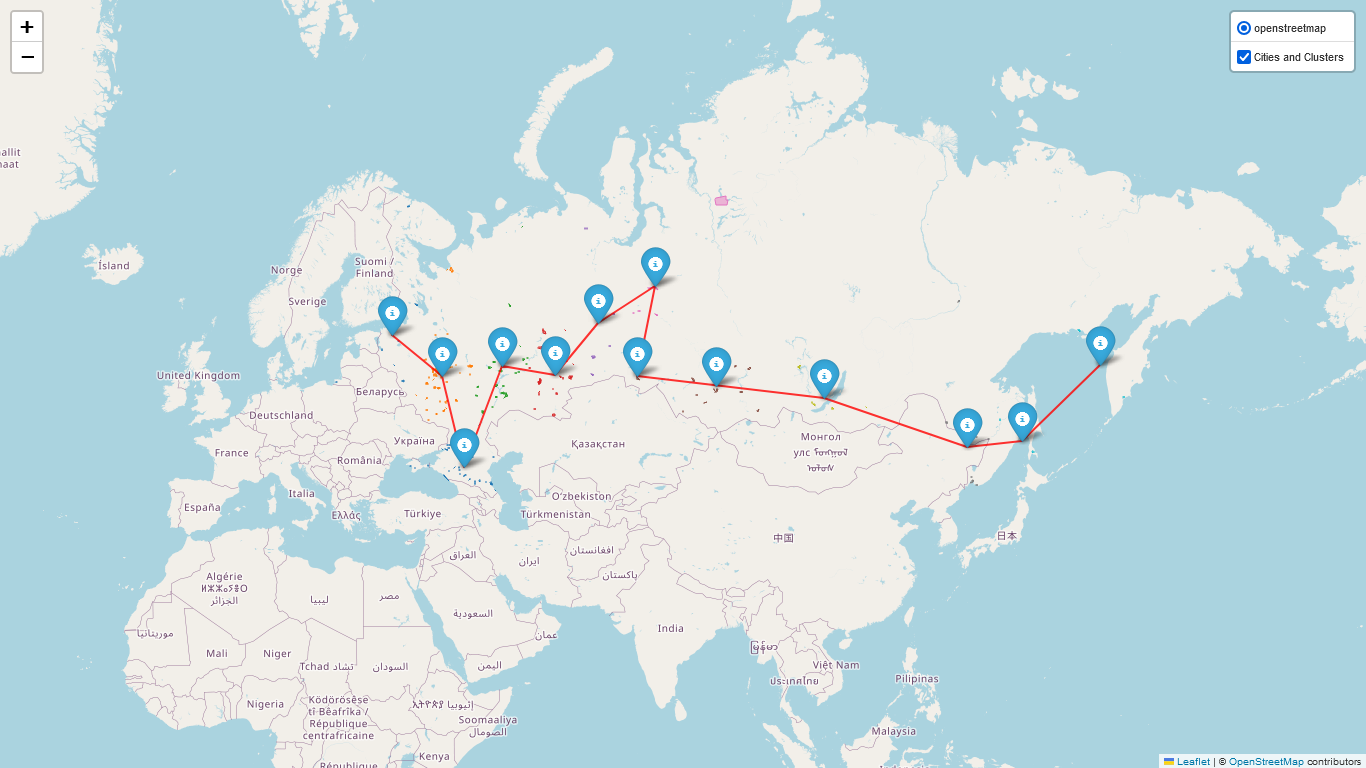 +
−
openstreetmap
Cities and Clusters
allit
naat
Ísland
Norge
Suomi /
Finland
Sverige
United Kingdom
Беларусь
Deutschland
Україна
France
România
Қазақстан
Монгол
улс
Italia
España
Ελλάς
Türkiye
O'zbekiston
Türkmenistan
中国
日本
العراق
ایران
افغانستان
پاکستان
Algérie
ⵍⵣⵣⴰⵢⴻⵔ
الجزائر
ليبيا
مصر
السعودية
عمان
موريتانيا
India
မြန်မာ
Mali
Niger
Tchad تشاد
السودان
اليمن
Việt Nam
ประเทศไทย
Pilipinas
Nigeria
Ködörösêse
tî Bêafrîka /
République
centrafricaine
ኢትዮጵያ / إثيوبيا
Soomaaliya
الصومال
Malaysia
Kenya
République
Leaflet | © OpenStreetMap contributors